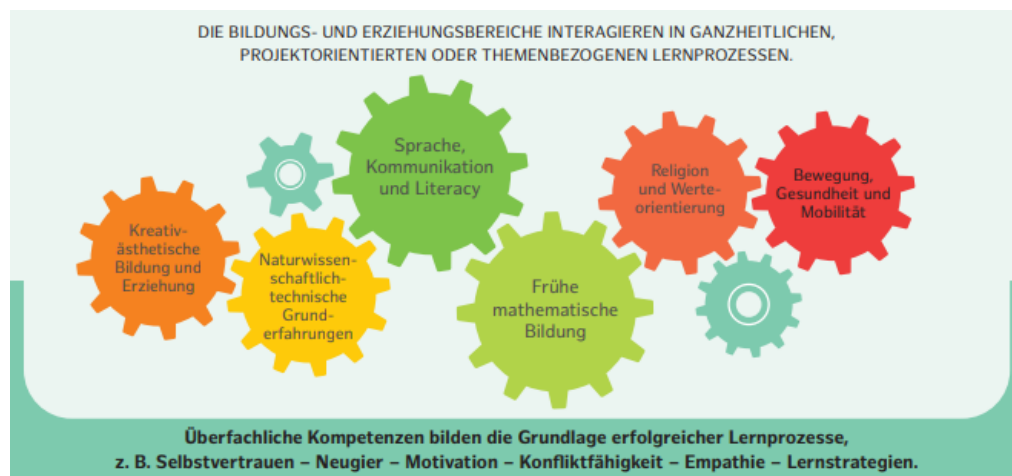 DIE BILDUNGS- UND ERZIEHUNGSBEREICHE INTERAGIEREN IN GANZHEITLICHEN,
PROJEKTORIENTIERTEN ODER THEMENBEZOGENEN LERNPROZESSEN.
Kreativ-
ästhetische
Bildung und
Erziehung
Naturwissen-
schaftlich-
technische
Grund-
erfahrungen
Sprache,
Kommunikation
und Literacy
Frühe
mathematische
Bildung
Religion
und Werte-
orientierung
Bewegung,
Gesundheit und
Mobilität
Überfachliche Kompetenzen bilden die Grundlage erfolgreicher Lernprozesse,
z. B. Selbstvertrauen – Neugier – Motivation – Konfliktfähigkeit – Empathie – Lernstrategien.